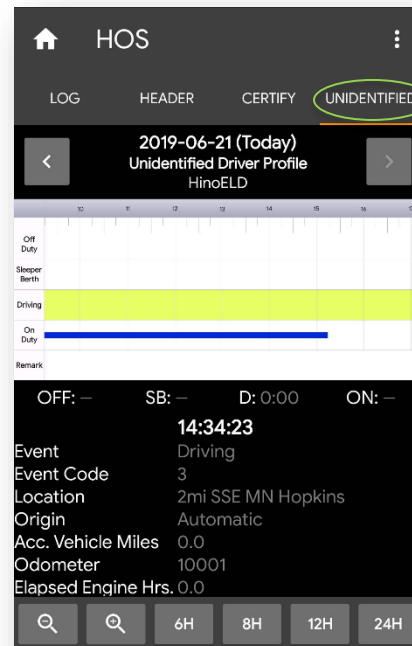 HOS
LOG HEADER CERTIFY UNIDENTIFIED
2019-06-21 (Today)
Unidentified Driver Profile
HinoELD
10 11 12 13 14 15 16
Off
Duty
Sleeper
Berth
Driving
On
Duty
Remark
OFF: – SB: – D: 0:00 ON: –
14:34:23
Event Driving
Event Code 3
Location 2mi SSE MN Hopkins
Origin Automatic
Acc. Vehicle Miles 0.0
Odometer 10001
Elapsed Engine Hrs. 0.0
6H 8H 12H 24H